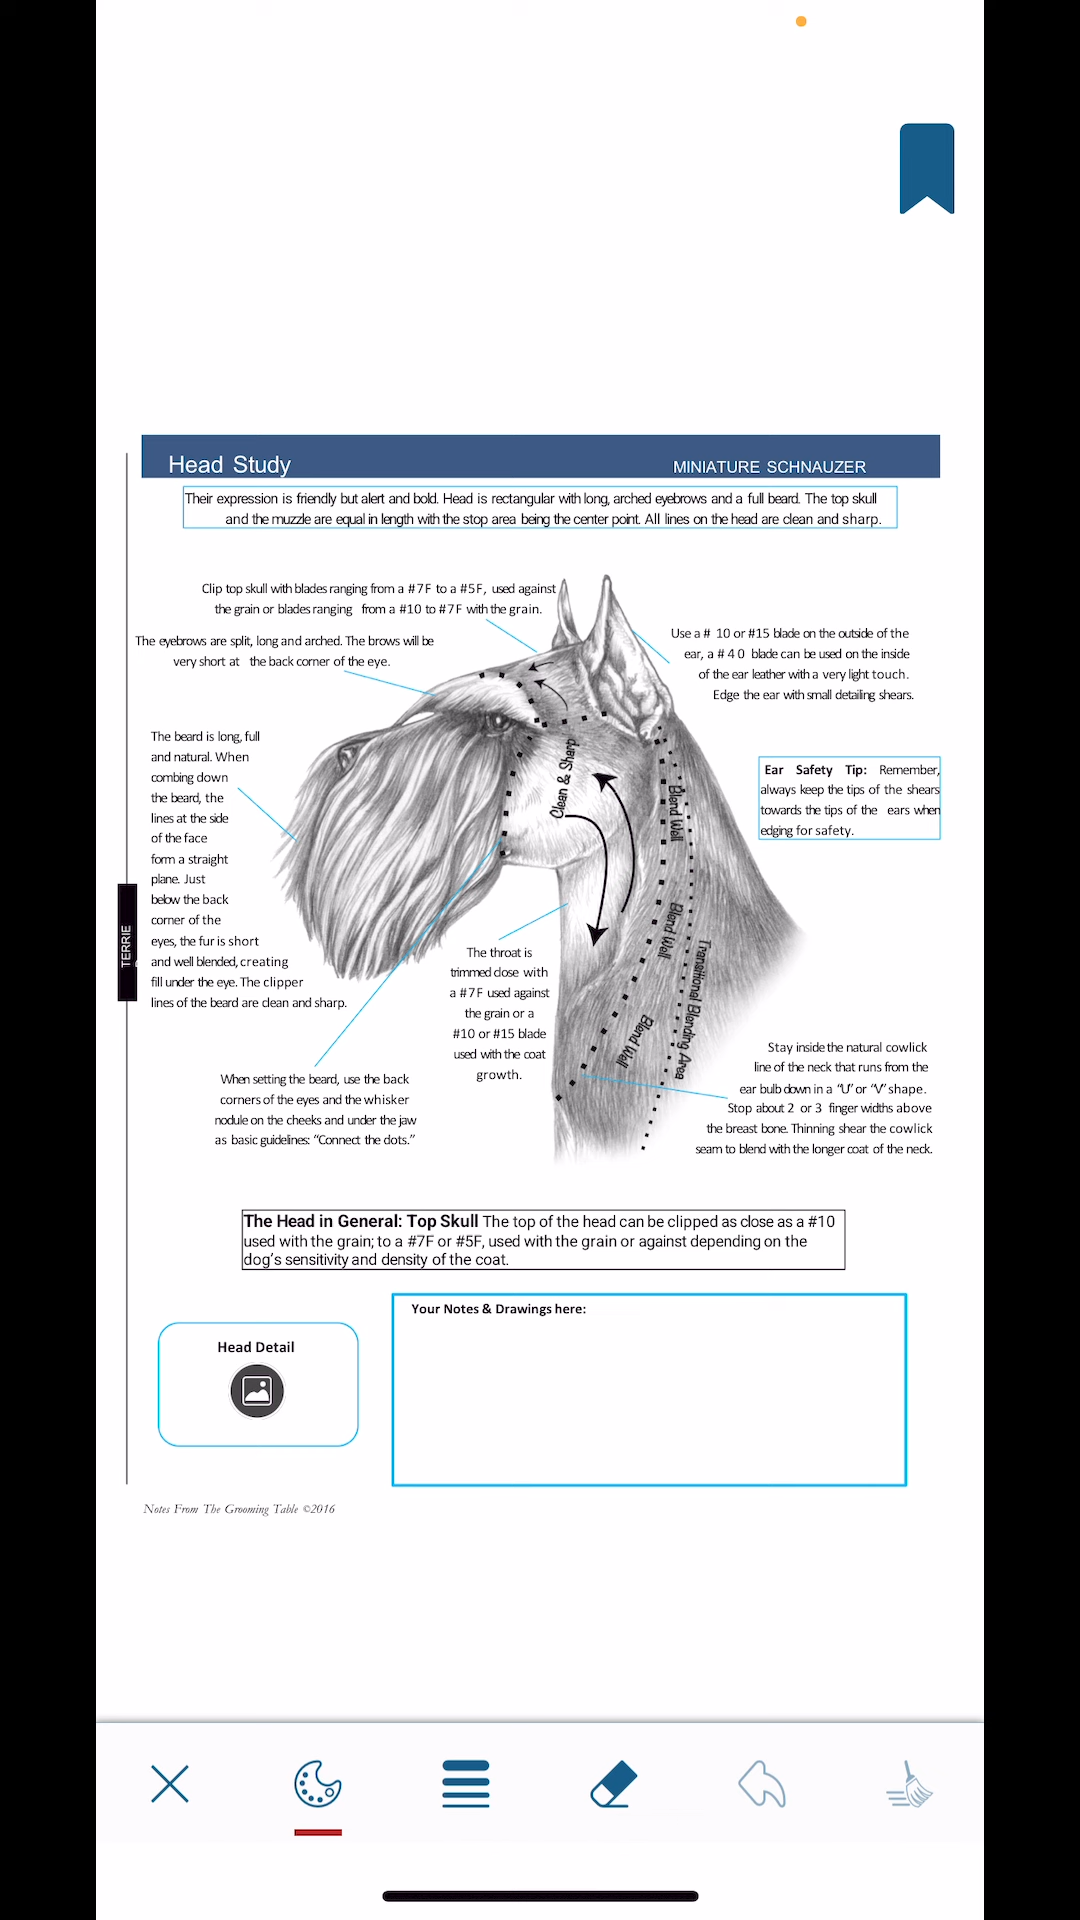 Head Study
MINIATURE SCHNAUZER
Their expression is friendly but alert and bold. Head is rectangular with long, arched eyebrows and a full beard. The top skull
and the muzzle are equal in length with the stop area being the center point. All lines on the head are clean and sharp.
Clip top skull with blades ranging from a #7F to a #5F, used against
the grain or blades ranging from a #10 to #7F with the grain.
The eyebrows are split, long and arched. The brows will be
very short at the back corner of the eye.
Use a # 10 or #15 blade on the outside of the
ear, a # 4 0 blade can be used on the inside
of the ear leather with a very light touch.
Edge the ear with small detailing shears.
The beard is long, full
and natural. When
combing down
the beard, the
lines at the side
of the face
form a straight
plane. Just
below the back
corner of the
eyes, the fur is short
and well blended, creating
fill under the eye. The clipper
lines of the beard are clean and sharp.
Ear Safety Tip: Remember,
always keep the tips of the shears
towards the tips of the ears when
edging for safety.
Clean & Sharp
Blend Well
Blend Well
Blend Well
Transitional Blending Area
TERRIE
The throat is
trimmed close with
a #7F used against
the grain or a
#10 or #15 blade
used with the coat
growth.
When setting the beard, use the back
corners of the eyes and the whisker
nodule on the cheeks and under the jaw
as basic guidelines: “Connect the dots.”
Stay inside the natural cowlick
line of the neck that runs from the
ear bulb down in a “U” or “V” shape.
Stop about 2 or 3 finger widths above
the breast bone. Thinning shear the cowlick
seam to blend with the longer coat of the neck.
The Head in General: Top Skull The top of the head can be clipped as close as a #10
used with the grain; to a #7F or #5F, used with the grain or against depending on the
dog’s sensitivity and density of the coat.
Head Detail
Your Notes & Drawings here:
Notes From The Grooming Table ©2016